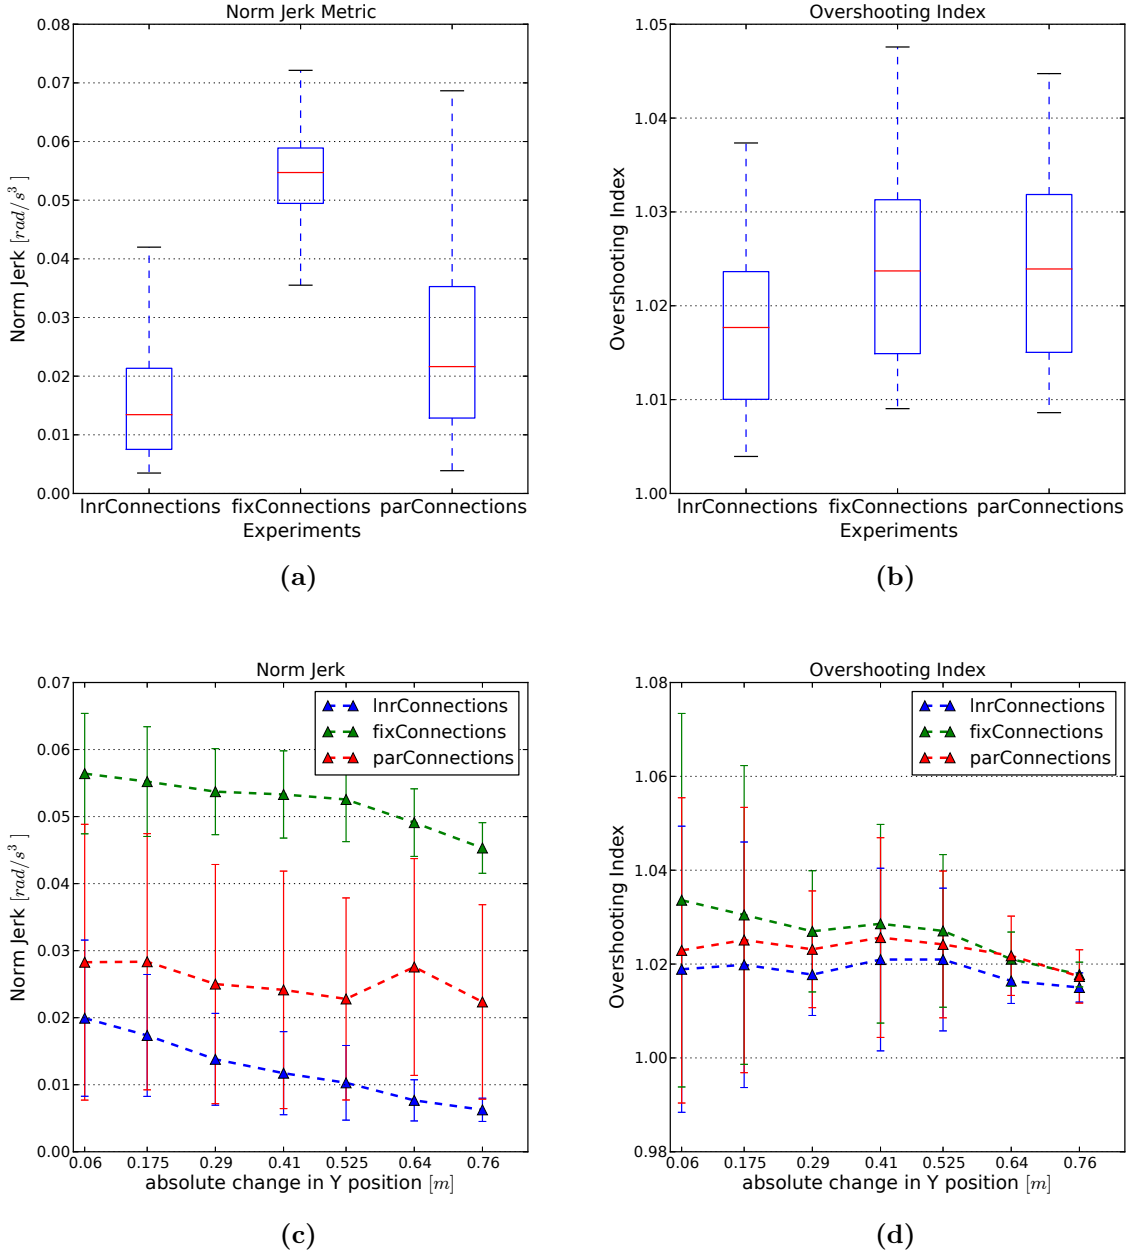 Norm Jerk Metric
0.08
0.07
0.06
0.05
0.04
0.03
0.02
0.01
0.00
Norm Jerk [rad/s³]
lnrConnections fixConnections parConnections
Experiments
(a)
Overshooting Index
1.05
1.04
1.03
1.02
1.01
1.00
Overshooting Index
lnrConnections fixConnections parConnections
Experiments
(b)
Norm Jerk
0.07
0.06
0.05
0.04
0.03
0.02
0.01
0.00
Norm Jerk [rad/s³]
lnrConnections
fixConnections
parConnections
0.06 0.175 0.29 0.41 0.525 0.64 0.76
absolute change in Y position [m]
(c)
Overshooting Index
1.08
1.06
1.04
1.02
1.00
0.98
Overshooting Index
lnrConnections
fixConnections
parConnections
0.06 0.175 0.29 0.41 0.525 0.64 0.76
absolute change in Y position [m]
(d)